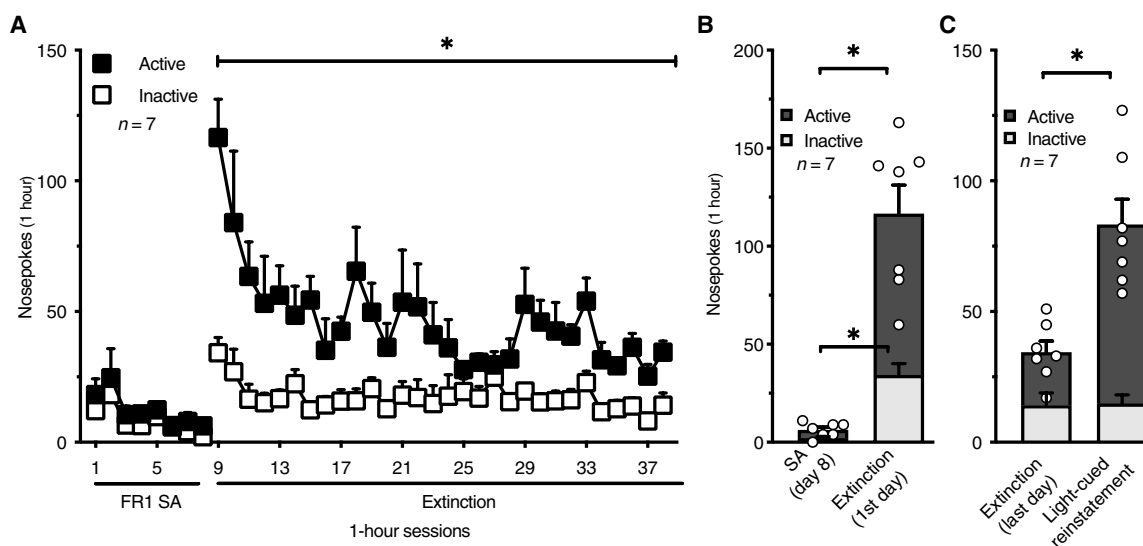 A
150
*
Active
Inactive
n = 7
100
Nosepokes (1 hour)
50
0
1 5 9 13 17 21 25 29 33 37
FR1 SA Extinction
1-hour sessions
B
200
*
Active
Inactive
n = 7
150
Nosepokes (1 hour)
100
*
50
0
SA
(day 8)
Extinction
(1st day)
C
150
*
Active
Inactive
n = 7
100
50
0
Extinction
(last day)
Light-cued
reinstatement